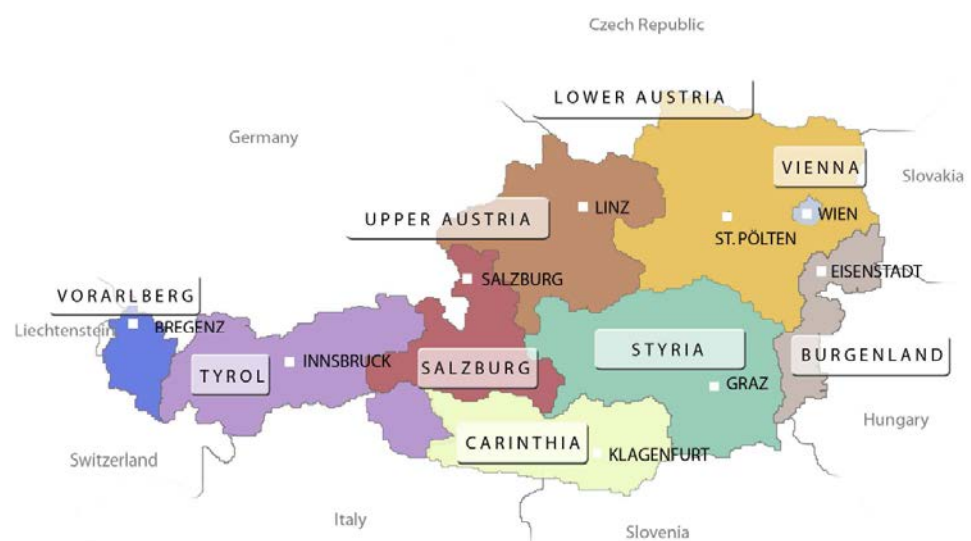 Czech Republic
LOWER AUSTRIA
Germany
VIENNA
Slovakia
LINZ
UPPER AUSTRIA
WIEN
ST. PÖLTEN
SALZBURG
EISENSTADT
VORARLBERG
Liechtenstein
BREGENZ
INNSBRUCK
STYRIA
BURGENLAND
TYROL
SALZBURG
GRAZ
Hungary
CARINTHIA
KLAGENFURT
Switzerland
Italy
Slovenia